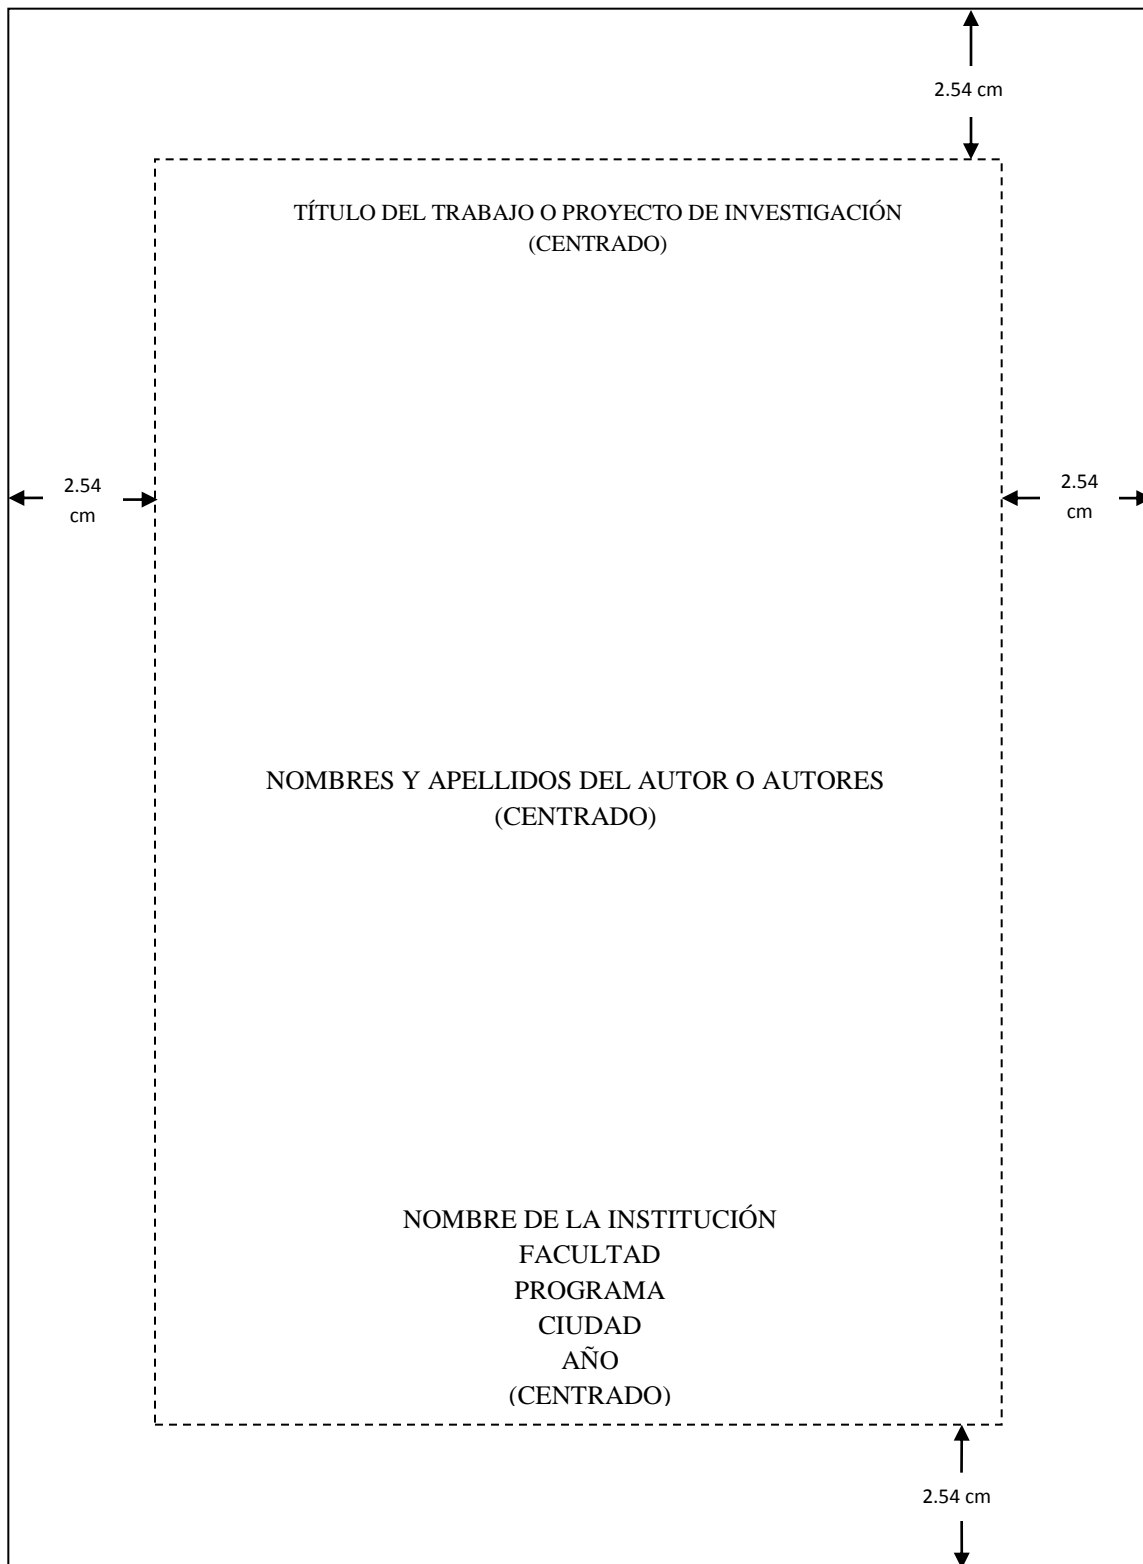 2.54 cm
TÍTULO DEL TRABAJO O PROYECTO DE INVESTIGACIÓN
(CENTRADO)
2.54
cm
2.54
cm
NOMBRES Y APELLIDOS DEL AUTOR O AUTORES
(CENTRADO)
NOMBRE DE LA INSTITUCIÓN
FACULTAD
PROGRAMA
CIUDAD
AÑO
(CENTRADO)
2.54 cm